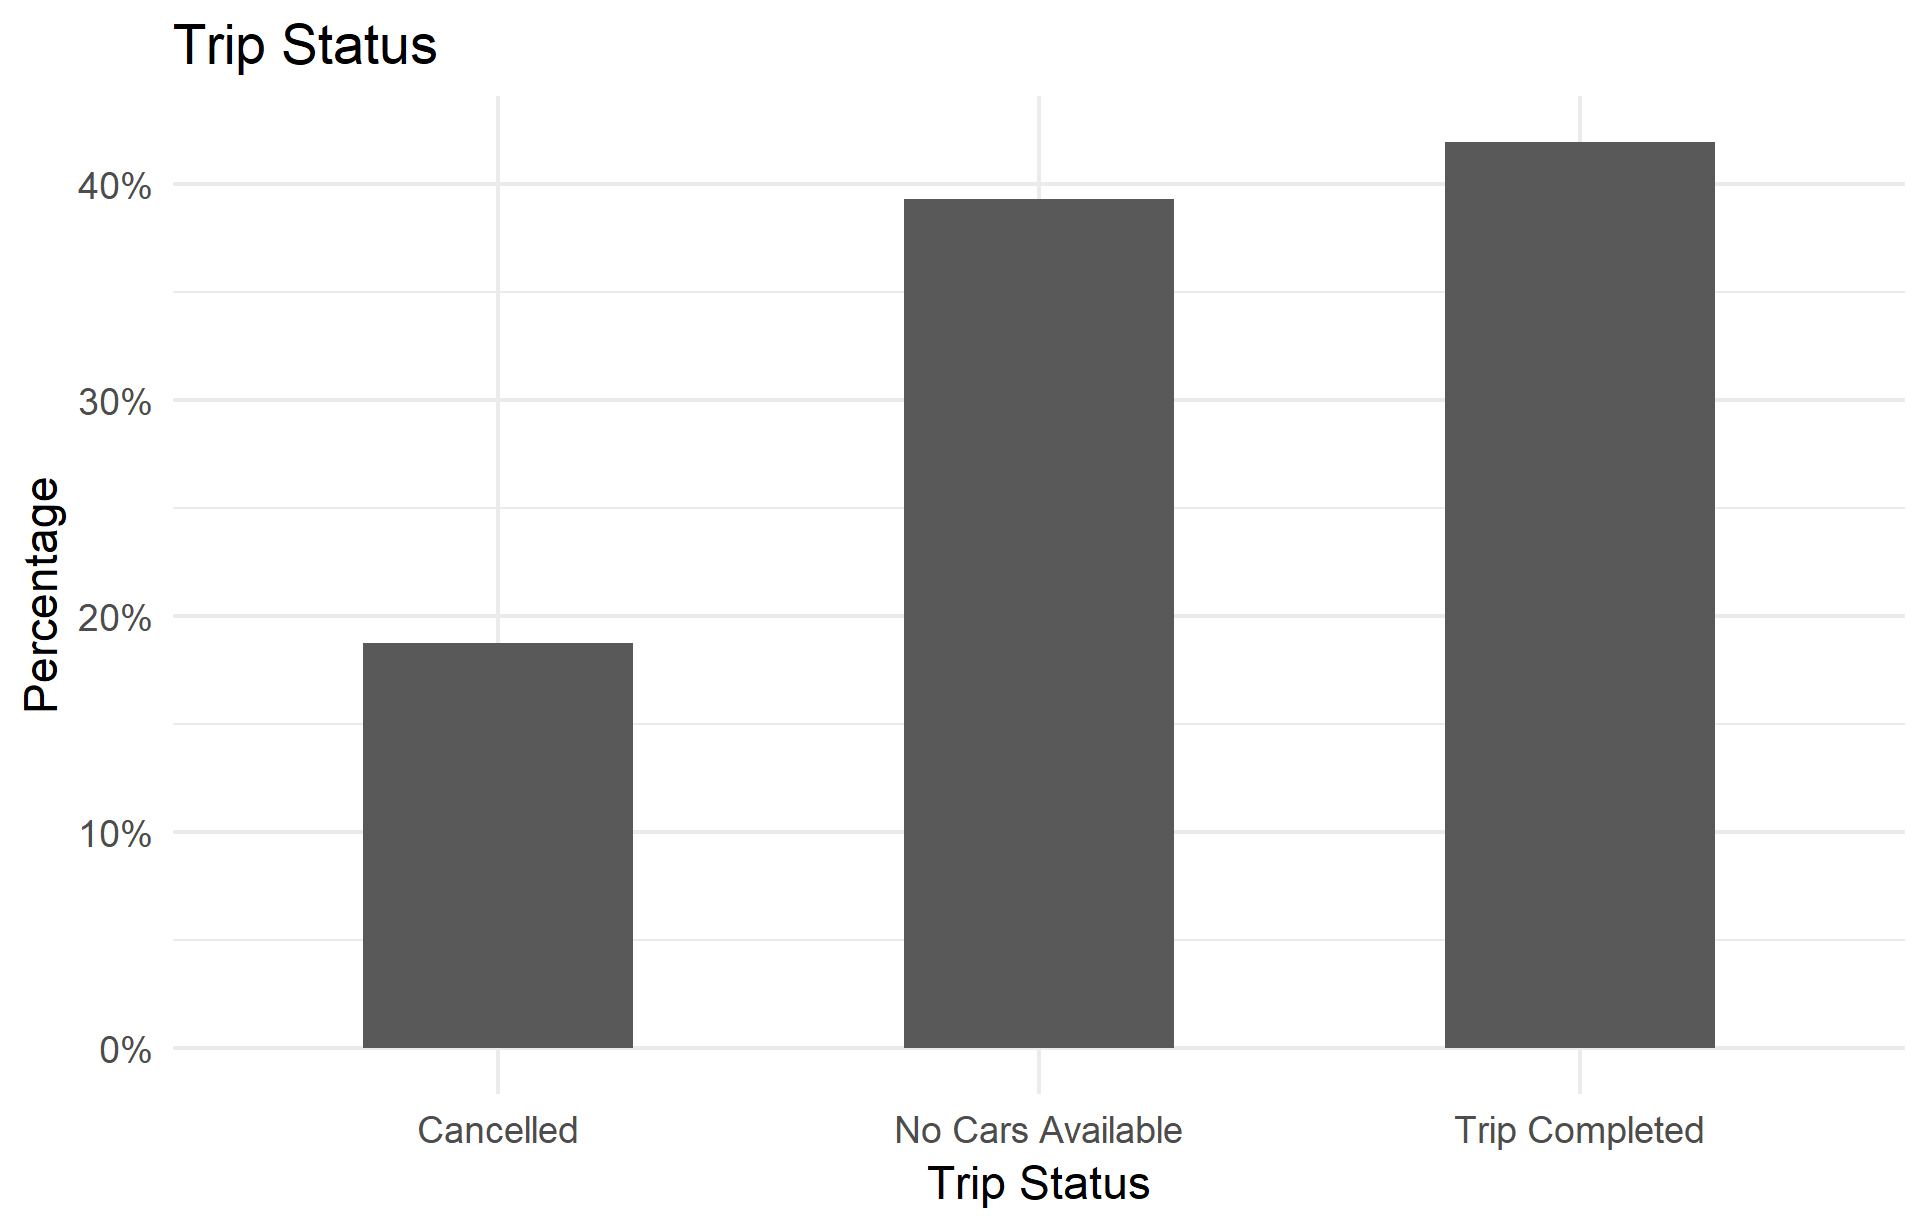 Trip Status
Percentage
40%
30%
20%
10%
0%
Cancelled No Cars Available Trip Completed
Trip Status